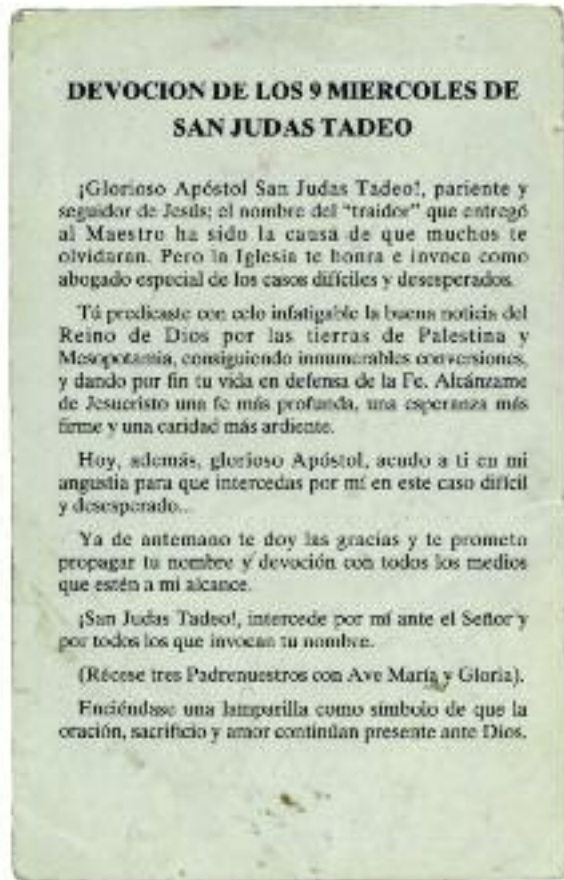 DEVOCION DE LOS 9 MIERCOLES DE
SAN JUDAS TADEO
¡Glorioso Apóstol San Judas Tadeo!, pariente y
seguidor de Jesús; el nombre del “traidor” que entregó
al Maestro ha sido la causa de que muchos te
olvidaran. Pero la Iglesia te honra e invoca como
abogado especial de los casos difíciles y desesperados.
Tú predicaste con celo infatigable la buena noticia del
Reino de Dios por las tierras de Palestina y
Mesopotamia, consiguiendo innumerables conversiones,
y dando por fin tu vida en defensa de la Fe. Alcánzame
de Jesucristo una fe más profunda, una esperanza más
firme y una caridad más ardiente.
Hoy, además, glorioso Apóstol, acudo a ti en mi
angustia para que intercedas por mí en este caso difícil
y desesperado...
Ya de antemano te doy las gracias y te prometo
propagar tu nombre y devoción con todos los medios
que estén a mi alcance.
¡San Judas Tadeo!, intercede por mí ante el Señor y
por todos los que invocan tu nombre.
(Récese tres Padrenuestros con Ave María y Gloria).
Enciéndase una lamparilla como símbolo de que la
oración, sacrificio y amor continúan presente ante Dios.